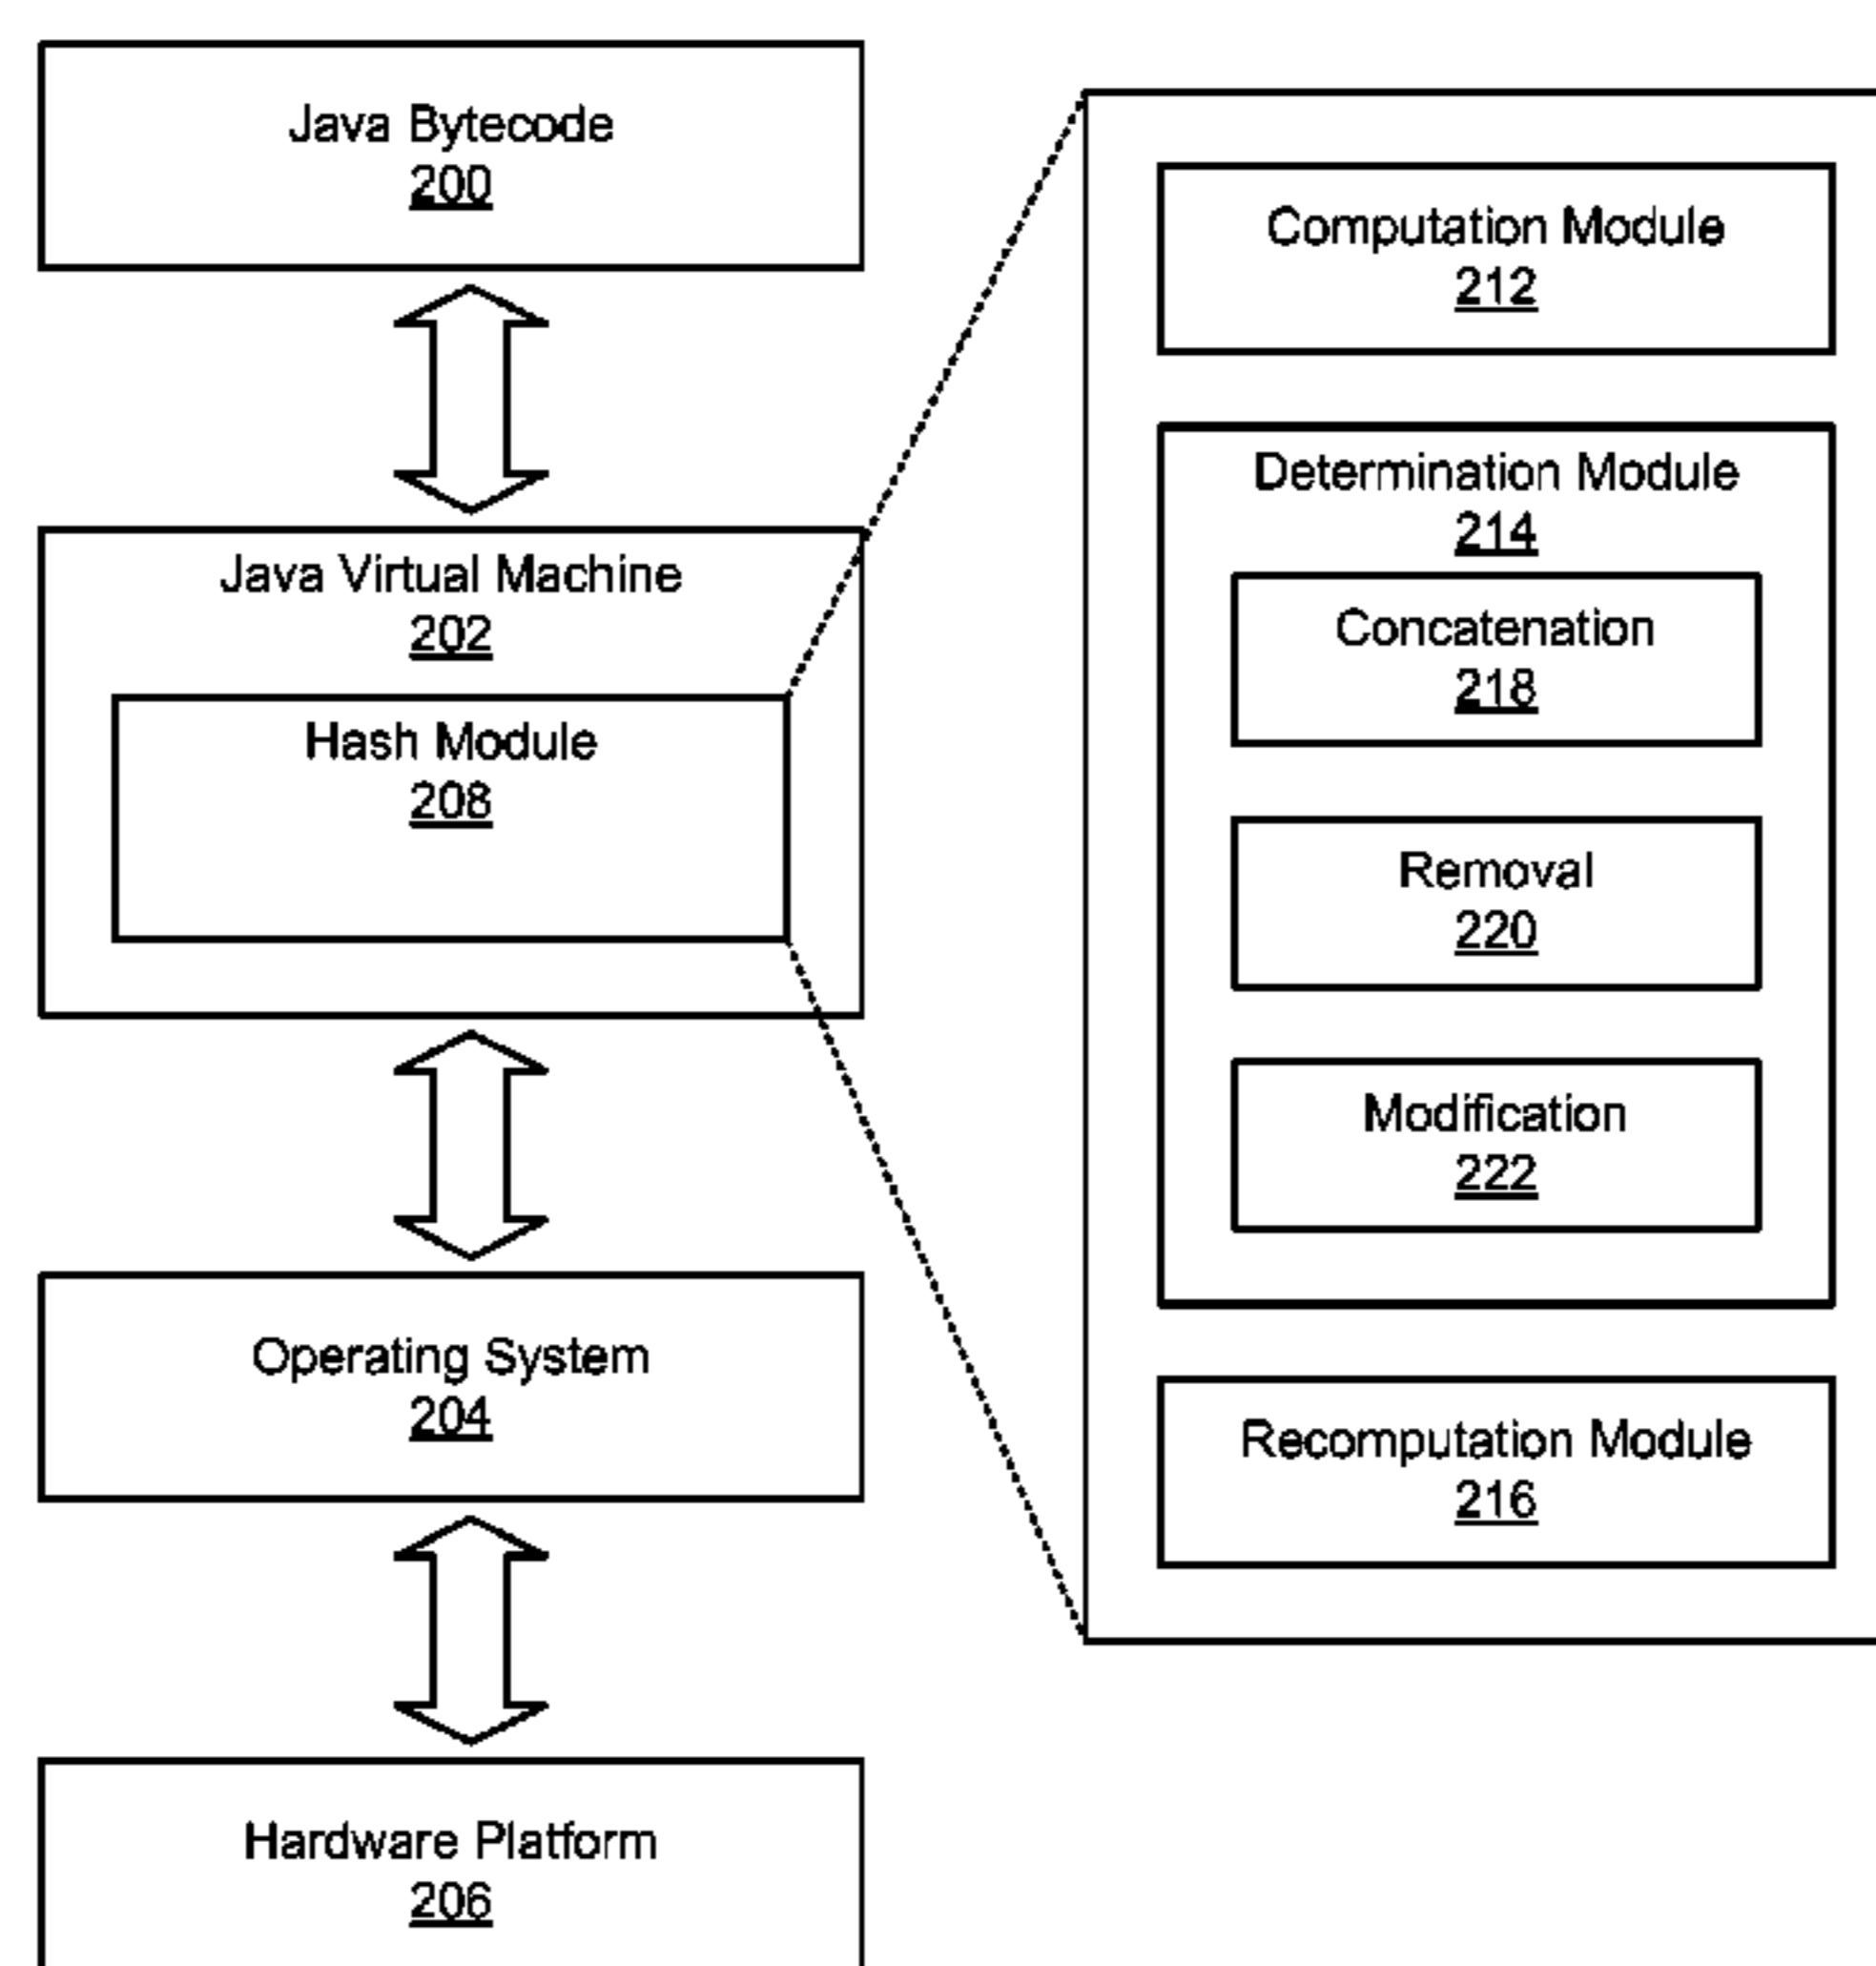 Java Bytecode
200
Java Virtual Machine
202
Hash Module
208
Operating System
204
Hardware Platform
206
Computation Module
212
Determination Module
214
Concatenation
218
Removal
220
Modification
222
Recomputation Module
216